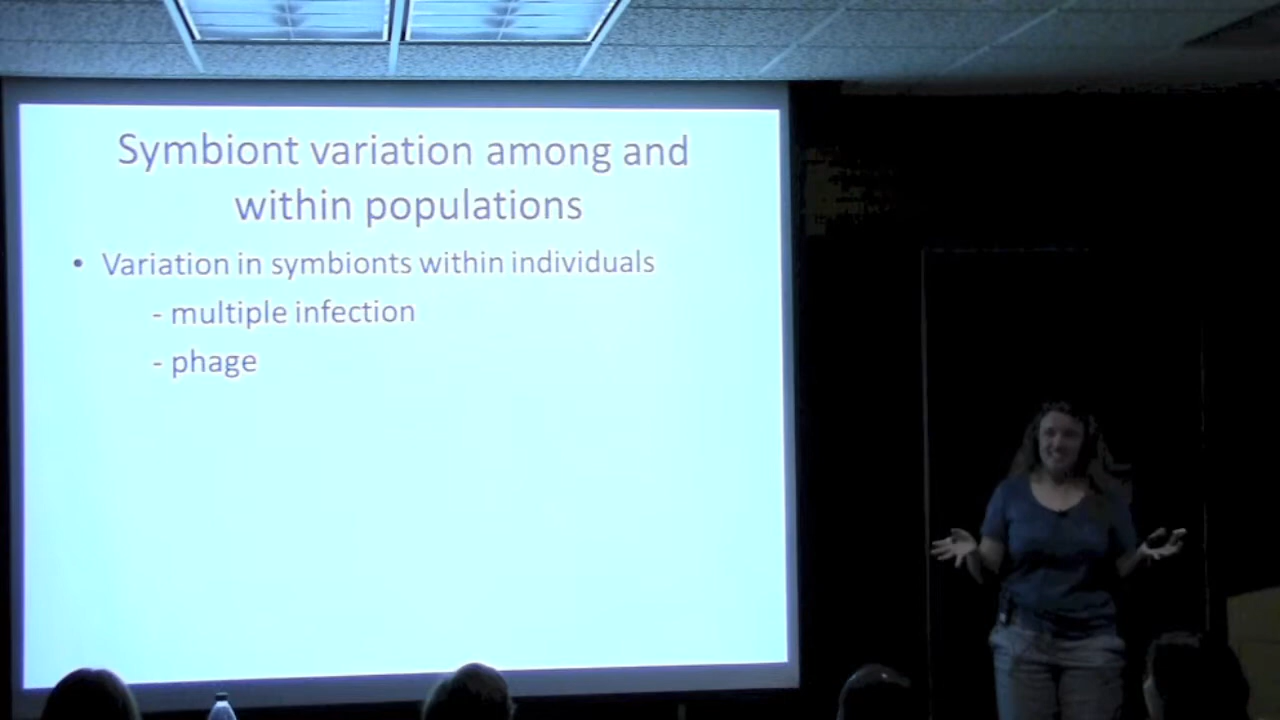 Symbiont variation among and
within populations
• Variation in symbionts within individuals
- multiple infection
- phage